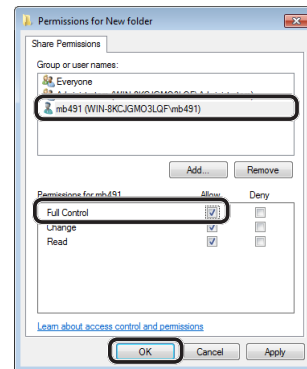 Permissions for New folder
Share Permissions
Group or user names:
Everyone
mb491 (WIN-8KCJGMO3LQF\mb491)
Add... Remove
Permissions for mb491 Allow Deny
Full Control
Change
Read
Learn about access control and permissions
OK Cancel Apply